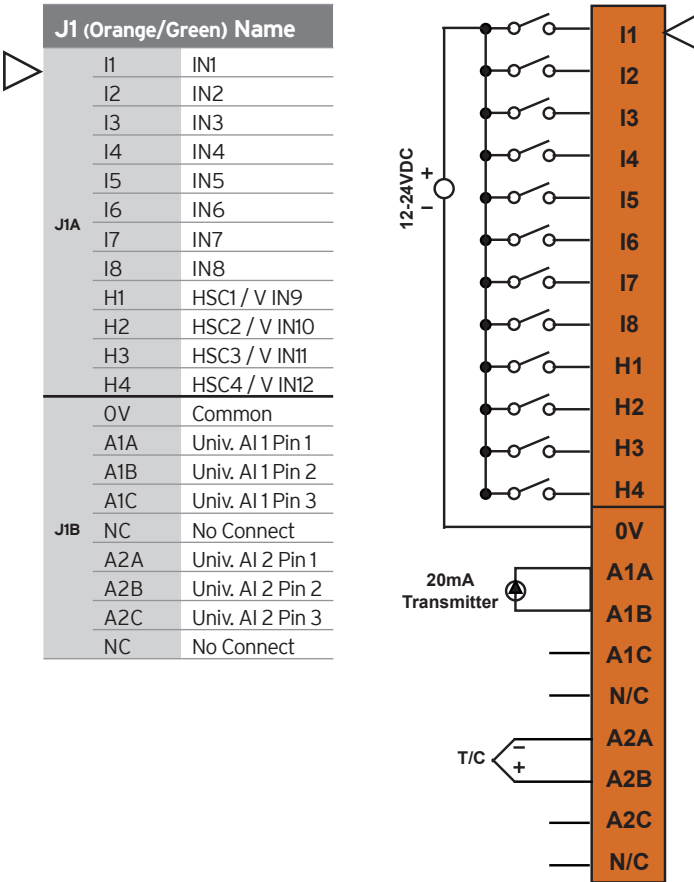 J1 (Orange/Green) Name
J1A
I1 IN1
I2 IN2
I3 IN3
I4 IN4
I5 IN5
I6 IN6
I7 IN7
I8 IN8
H1 HSC1 / V IN9
H2 HSC2 / V IN10
H3 HSC3 / V IN11
H4 HSC4 / V IN12
J1B
0V Common
A1A Univ. AI 1 Pin 1
A1B Univ. AI 1 Pin 2
A1C Univ. AI 1 Pin 3
NC No Connect
A2A Univ. AI 2 Pin 1
A2B Univ. AI 2 Pin 2
A2C Univ. AI 2 Pin 3
NC No Connect
12-24VDC
+
−
I1
I2
I3
I4
I5
I6
I7
I8
H1
H2
H3
H4
0V
20mA
Transmitter
A1A
A1B
A1C
N/C
T/C
−
+
A2A
A2B
A2C
N/C